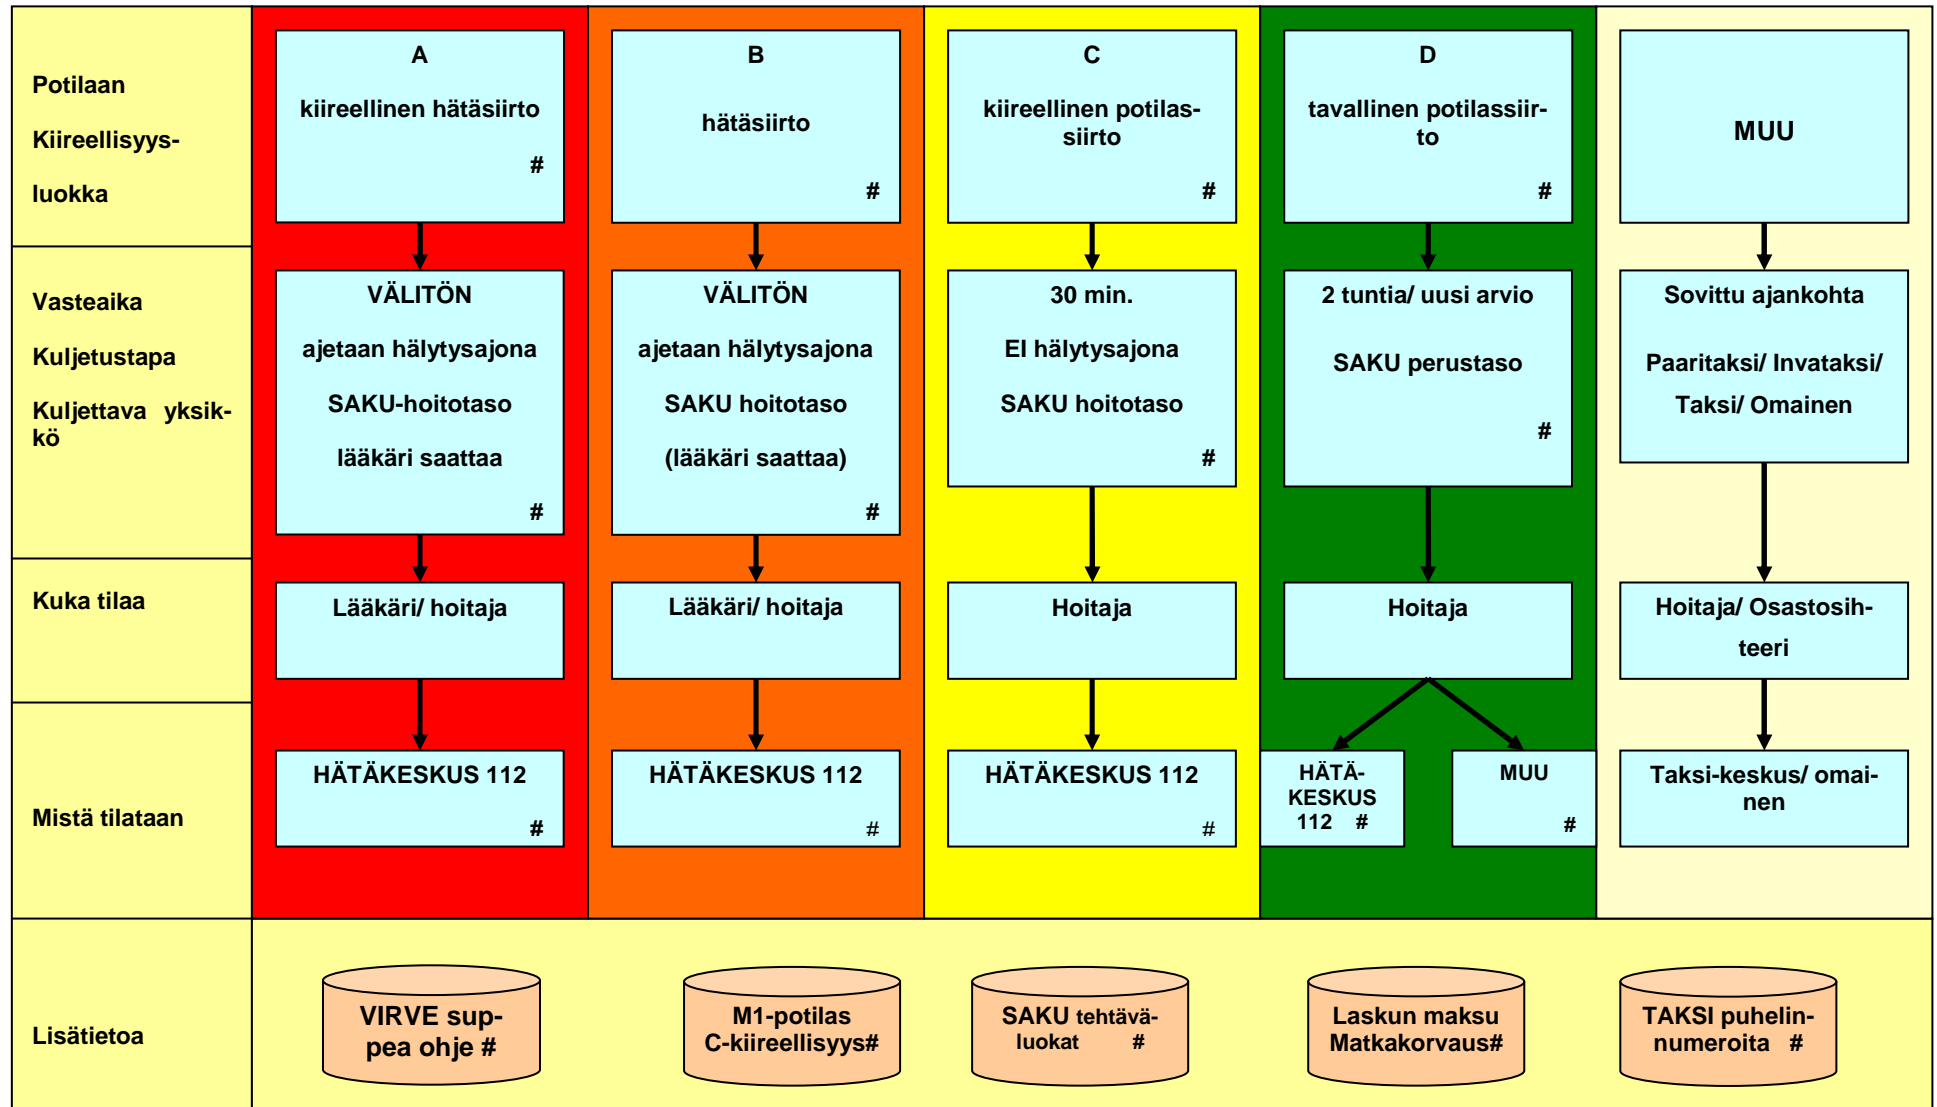 Potilaan
Kiireellisyys-
luokka
A
kiireellinen hätäsiirto
#
B
hätäsiirto
#
C
kiireellinen potilas-
siirto
#
D
tavallinen potilassiir-
to
#
MUU
Vasteaika
Kuljetustapa
Kuljettava yksik-
kö
VÄLITÖN
ajetaan hälytysajona
SAKU-hoitotaso
lääkäri saattaa
#
VÄLITÖN
ajetaan hälytysajona
SAKU hoitotaso
(lääkäri saattaa)
#
30 min.
EI hälytysajona
SAKU hoitotaso
#
2 tuntia/ uusi arvio
SAKU perustaso
#
Sovittu ajankohta
Paaritaksi/ Invataksi/
Taksi/ Omainen
Kuka tilaa
Lääkäri/ hoitaja
Lääkäri/ hoitaja
Hoitaja
Hoitaja
Hoitaja/ Osastosih-
teeri
Mistä tilataan
HÄTÄKESKUS 112
#
HÄTÄKESKUS 112
#
HÄTÄKESKUS 112
#
HÄTÄ-
KESKUS
112 #
MUU
#
Taksi-keskus/ omai-
nen
Lisätietoa
VIRVE sup-
pea ohje #
M1-potilas
C-kiireellisyys#
SAKU tehtävä-
luokat #
Laskun maksu
Matkakorvaus#
TAKSI puhelin-
numeroita #